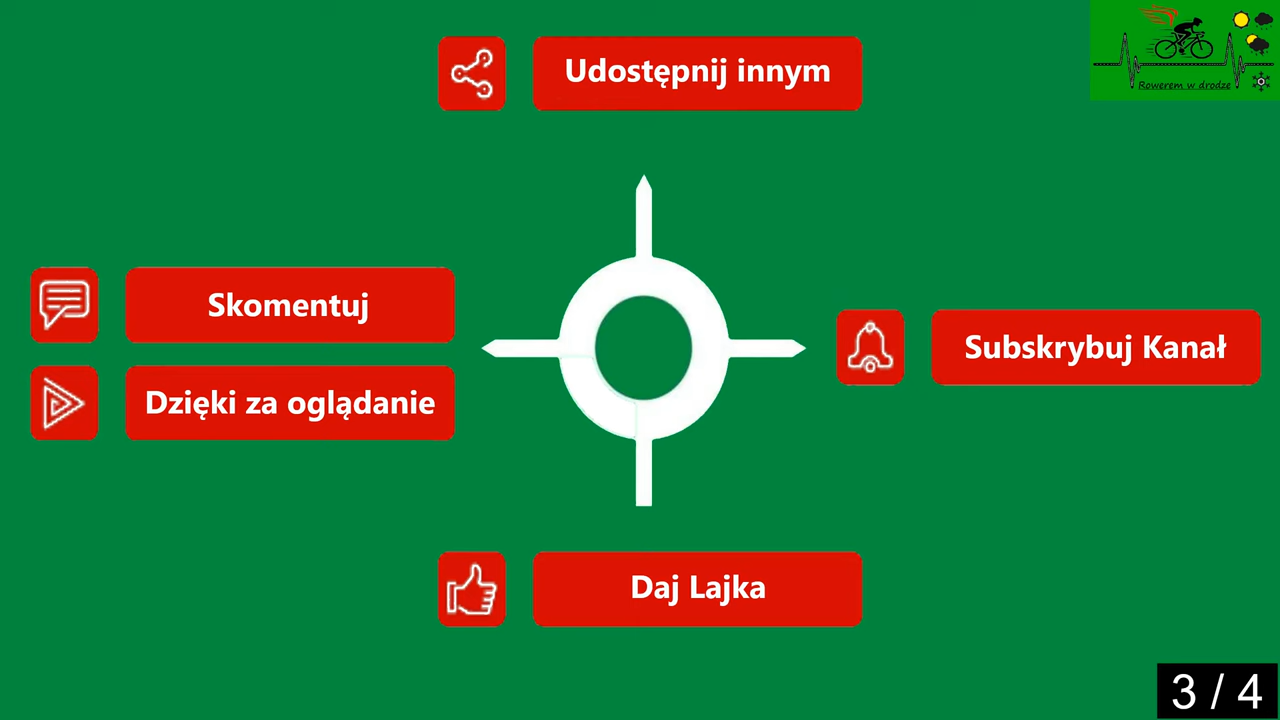 Udostępnij innym
Rowerem w drodze
Skomentuj
Dzięki za oglądanie
Subskrybuj Kanał
Daj Lajka
3 / 4